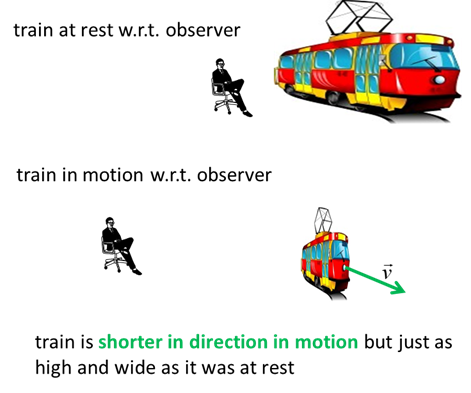 train at rest w.r.t. observer
train in motion w.r.t. observer
v⃗
train is shorter in direction in motion but just as
high and wide as it was at rest